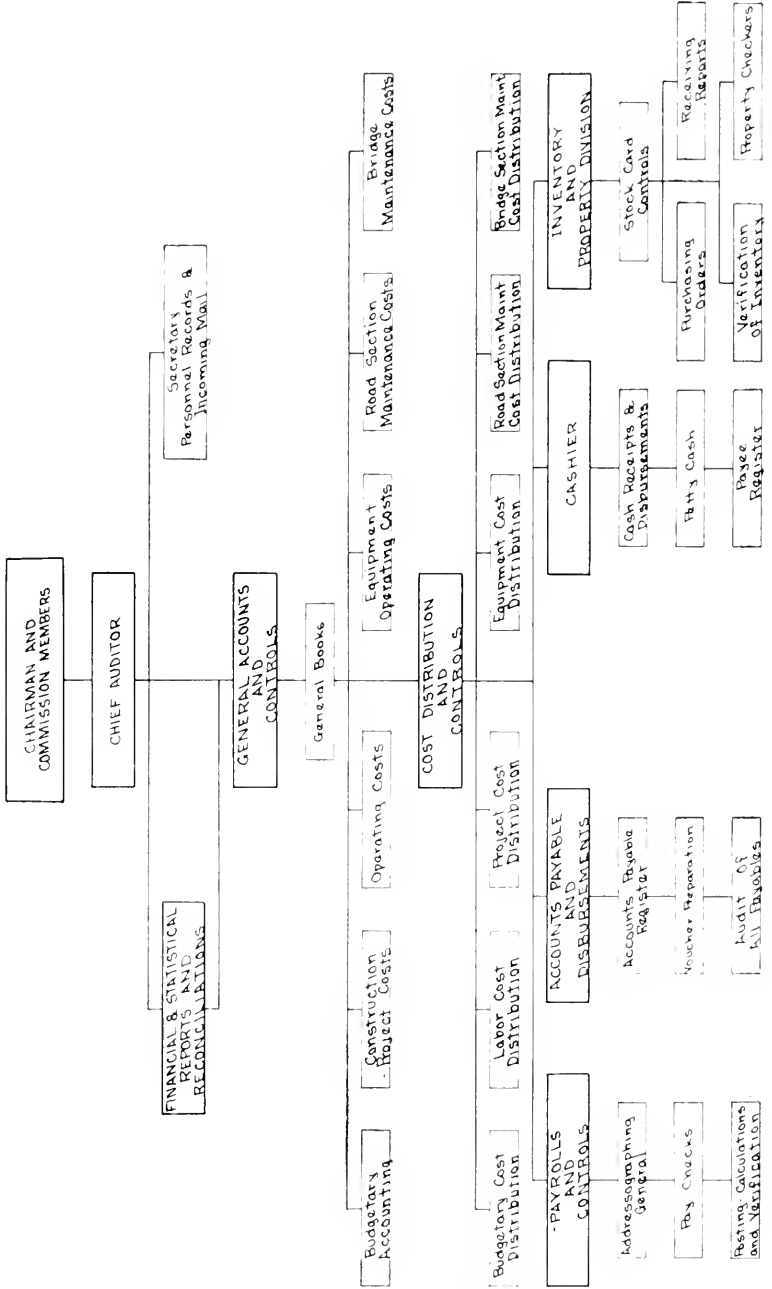 CHAIRMAN AND
COMMISSION MEMBERS
CHIEF AUDITOR
FINANCIAL & STATISTICAL
REPORTS AND
RECONCILIATIONS
Secretary
Personnel Records &
Incoming Mail
GENERAL ACCOUNTS
AND
CONTROLS
General Books
Budgetary
Accounting
Construction
- Project Costs
Operating Costs
Equipment
Operating Costs
Road Section
Maintenance Costs
Bridge
Maintenance Costs
COST DISTRIBUTION
AND
CONTROLS
Budgetary Cost
Distribution
Labor Cost
Distribution
Project Cost
Distribution
Equipment Cost
Distribution
Road Section Maint
Cost Distribution
Bridge Section Maint
Cost Distribution
- PAYROLLS
AND
CONTROLS
ACCOUNTS PAYABLE
AND
DISBURSEMENTS
CASHIER
INVENTORY
AND
PROPERTY DIVISION
Addressographing
General
Accounts Payable
Register
Cash Receipts &
Disbursements
Stock Card
Controls
Pay Checks
Voucher Preparation
Petty Cash
Purchasing
Orders
Receiving
Reports
Posting-Calculations
and Verification
Audit Of
All Payables
Payee
Register
Verification
Of Inventory
Property Checkers